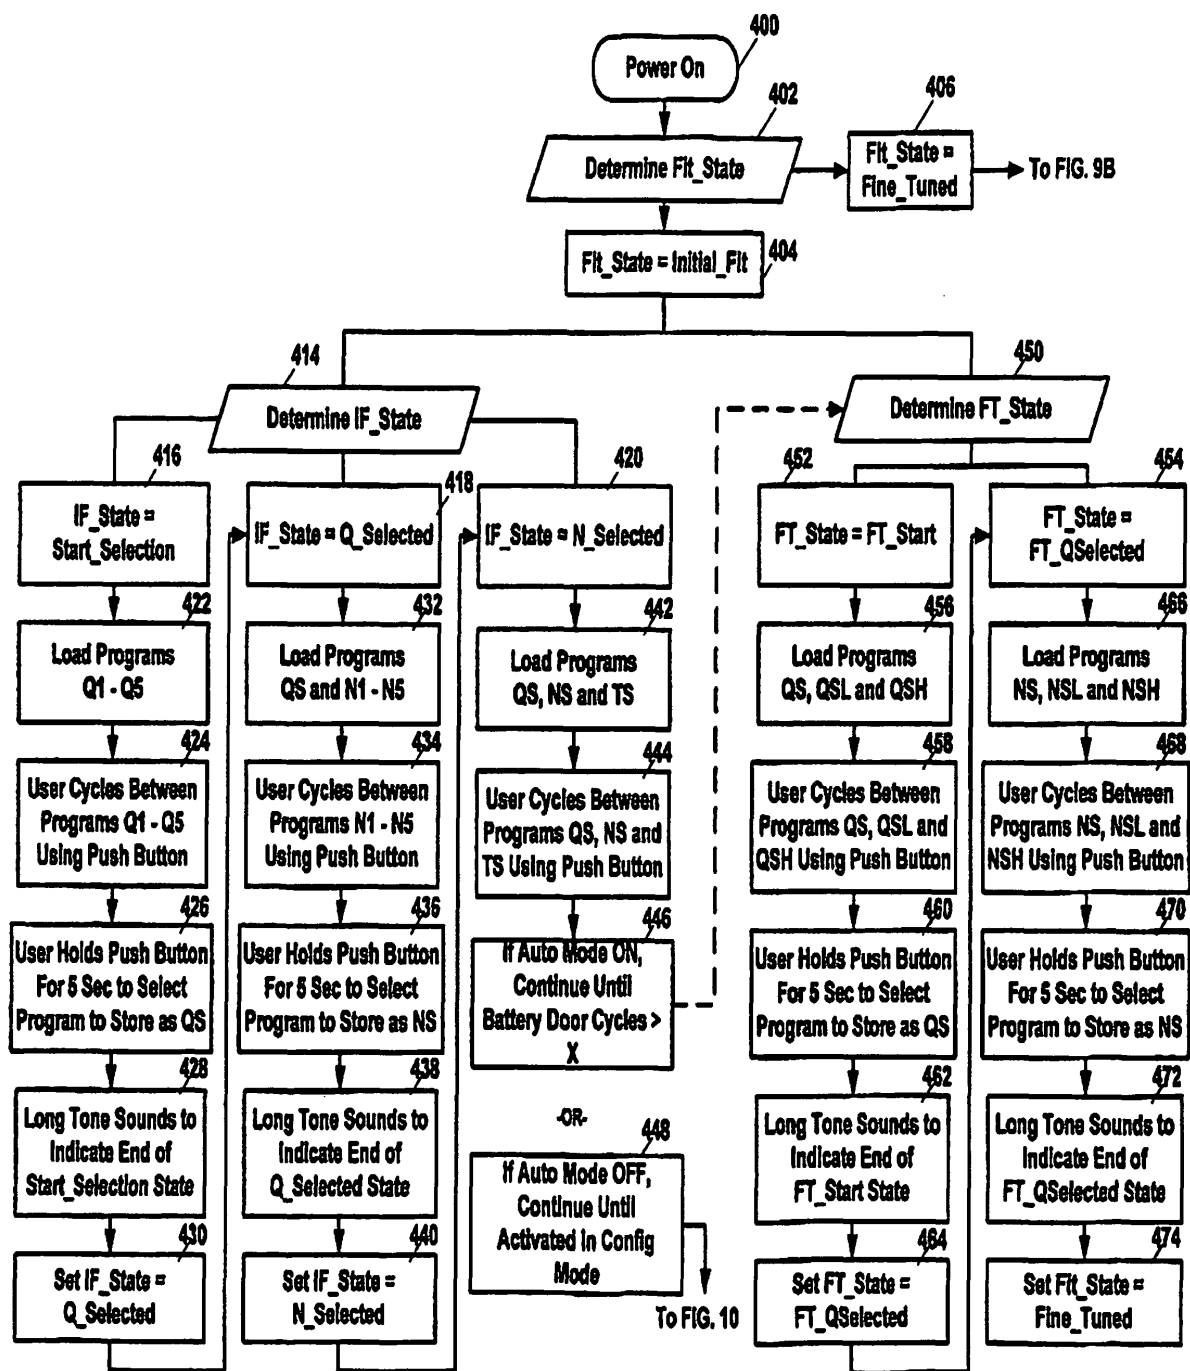 400
Power On
402
Determine Fit_State
406
Fit_State =
Fine_Tuned
To FIG. 9B
404
Fit_State = Initial_Fit
414
Determine IF_State
450
Determine FT_State
416
IF_State =
Start_Selection
422
Load Programs
Q1 - Q5
424
User Cycles Between
Programs Q1 - Q5
Using Push Button
426
User Holds Push Button
For 5 Sec to Select
Program to Store as QS
428
Long Tone Sounds to
Indicate End of
Start_Selection State
430
Set IF_State =
Q_Selected
418
IF_State = Q_Selected
432
Load Programs
QS and N1 - N5
434
User Cycles Between
Programs N1 - N5
Using Push Button
436
User Holds Push Button
For 5 Sec to Select
Program to Store as NS
438
Long Tone Sounds to
Indicate End of
Q_Selected State
440
Set IF_State =
N_Selected
420
IF_State = N_Selected
442
Load Programs
QS, NS and TS
444
User Cycles Between
Programs QS, NS and
TS Using Push Button
446
If Auto Mode ON,
Continue Until
Battery Door Cycles >
X
-OR-
448
If Auto Mode OFF,
Continue Until
Activated in Config
Mode
To FIG. 10
452
FT_State = FT_Start
456
Load Programs
QS, QSL and QSH
458
User Cycles Between
Programs QS, QSL and
QSH Using Push Button
460
User Holds Push Button
For 5 Sec to Select
Program to Store as QS
462
Long Tone Sounds to
Indicate End of
FT_Start State
464
Set FT_State =
FT_QSelected
454
FT_State =
FT_QSelected
466
Load Programs
NS, NSL and NSH
468
User Cycles Between
Programs NS, NSL and
NSH Using Push Button
470
User Holds Push Button
For 5 Sec to Select
Program to Store as NS
472
Long Tone Sounds to
Indicate End of
FT_QSelected State
474
Set Fit_State =
Fine_Tuned